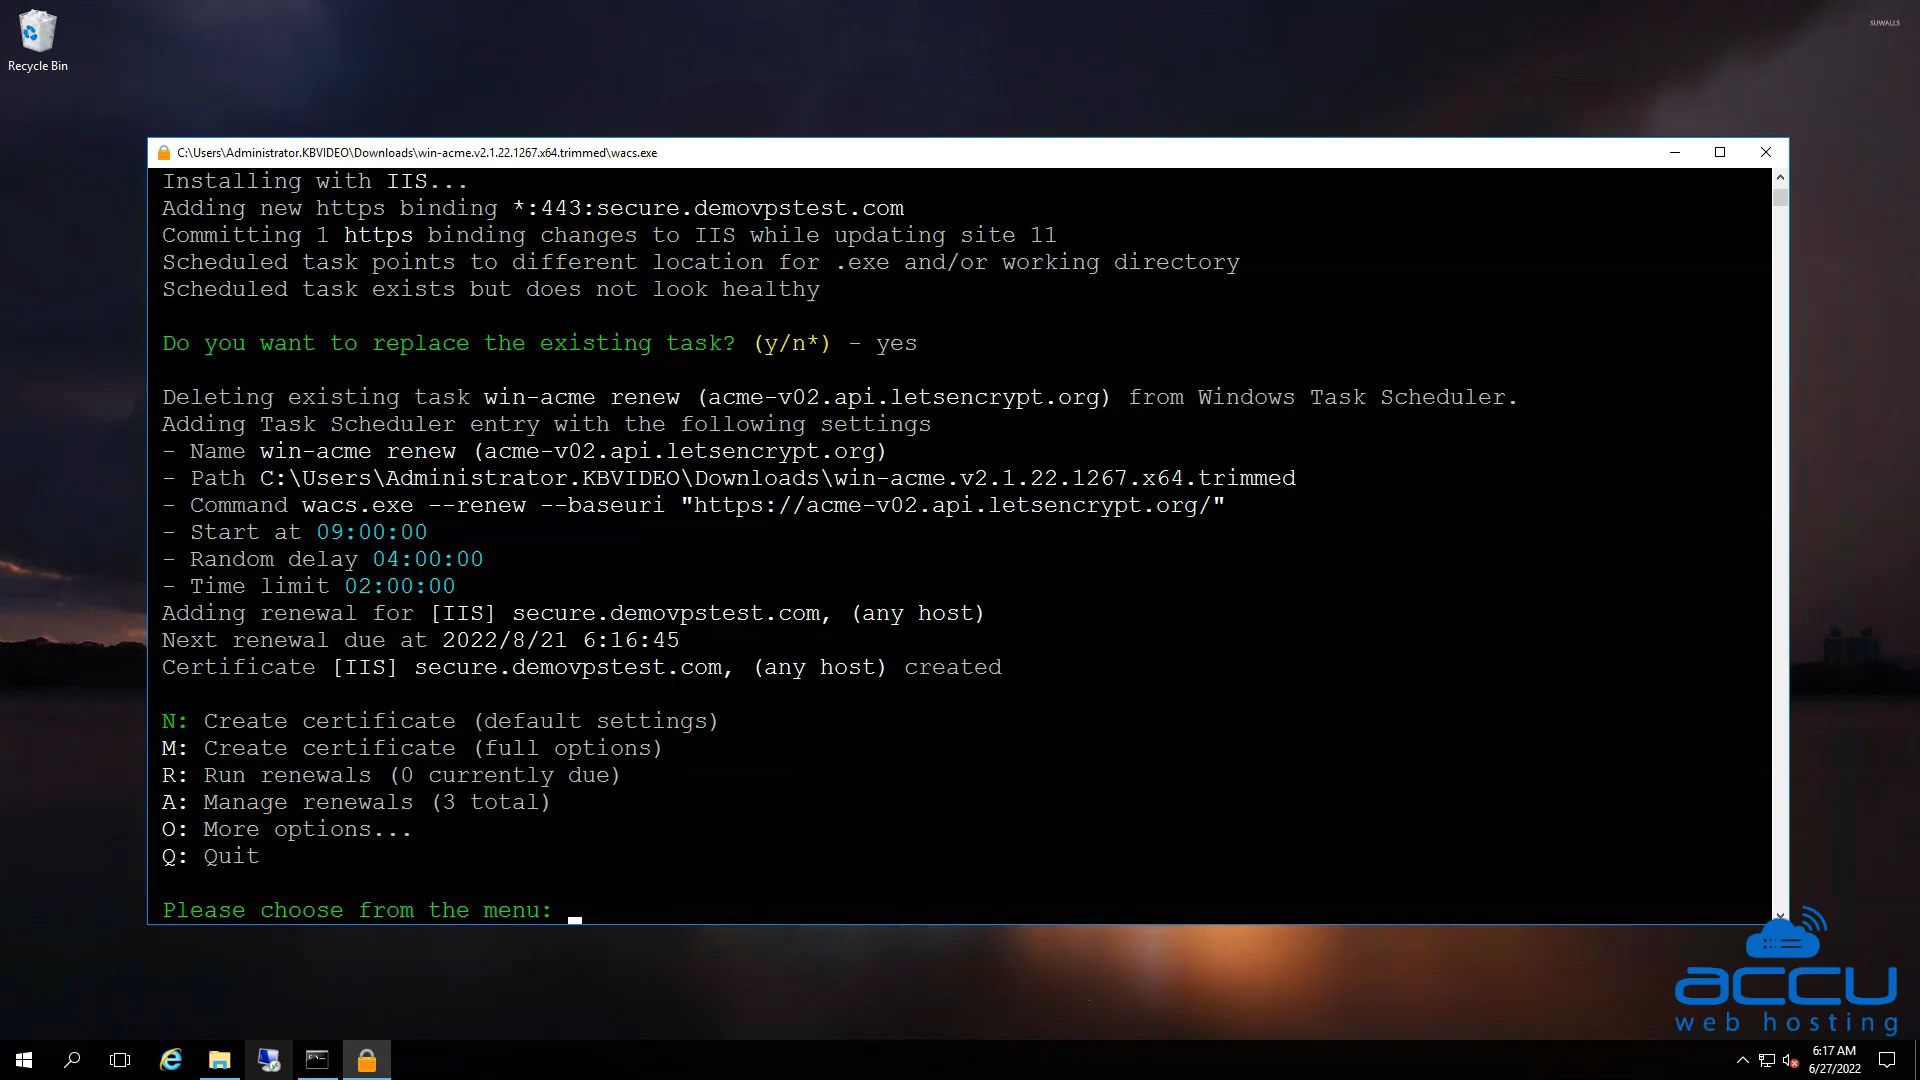 SUWALLS
Recycle Bin
C:\Users\Administrator.KBVIDEO\Downloads\win-acme.v2.1.22.1267.x64.trimmed\wacs.exe
Installing with IIS...
Adding new https binding *:443:secure.demovpstest.com
Committing 1 https binding changes to IIS while updating site 11
Scheduled task points to different location for .exe and/or working directory
Scheduled task exists but does not look healthy
Do you want to replace the existing task? (y/n*) - yes
Deleting existing task win-acme renew (acme-v02.api.letsencrypt.org) from Windows Task Scheduler.
Adding Task Scheduler entry with the following settings
- Name win-acme renew (acme-v02.api.letsencrypt.org)
- Path C:\Users\Administrator.KBVIDEO\Downloads\win-acme.v2.1.22.1267.x64.trimmed
- Command wacs.exe --renew --baseuri "https://acme-v02.api.letsencrypt.org/"
- Start at 09:00:00
- Random delay 04:00:00
- Time limit 02:00:00
Adding renewal for [IIS] secure.demovpstest.com, (any host)
Next renewal due at 2022/8/21 6:16:45
Certificate [IIS] secure.demovpstest.com, (any host) created
N: Create certificate (default settings)
M: Create certificate (full options)
R: Run renewals (0 currently due)
A: Manage renewals (3 total)
O: More options...
Q: Quit
Please choose from the menu:
accu
web hosting
6:17 AM
6/27/2022